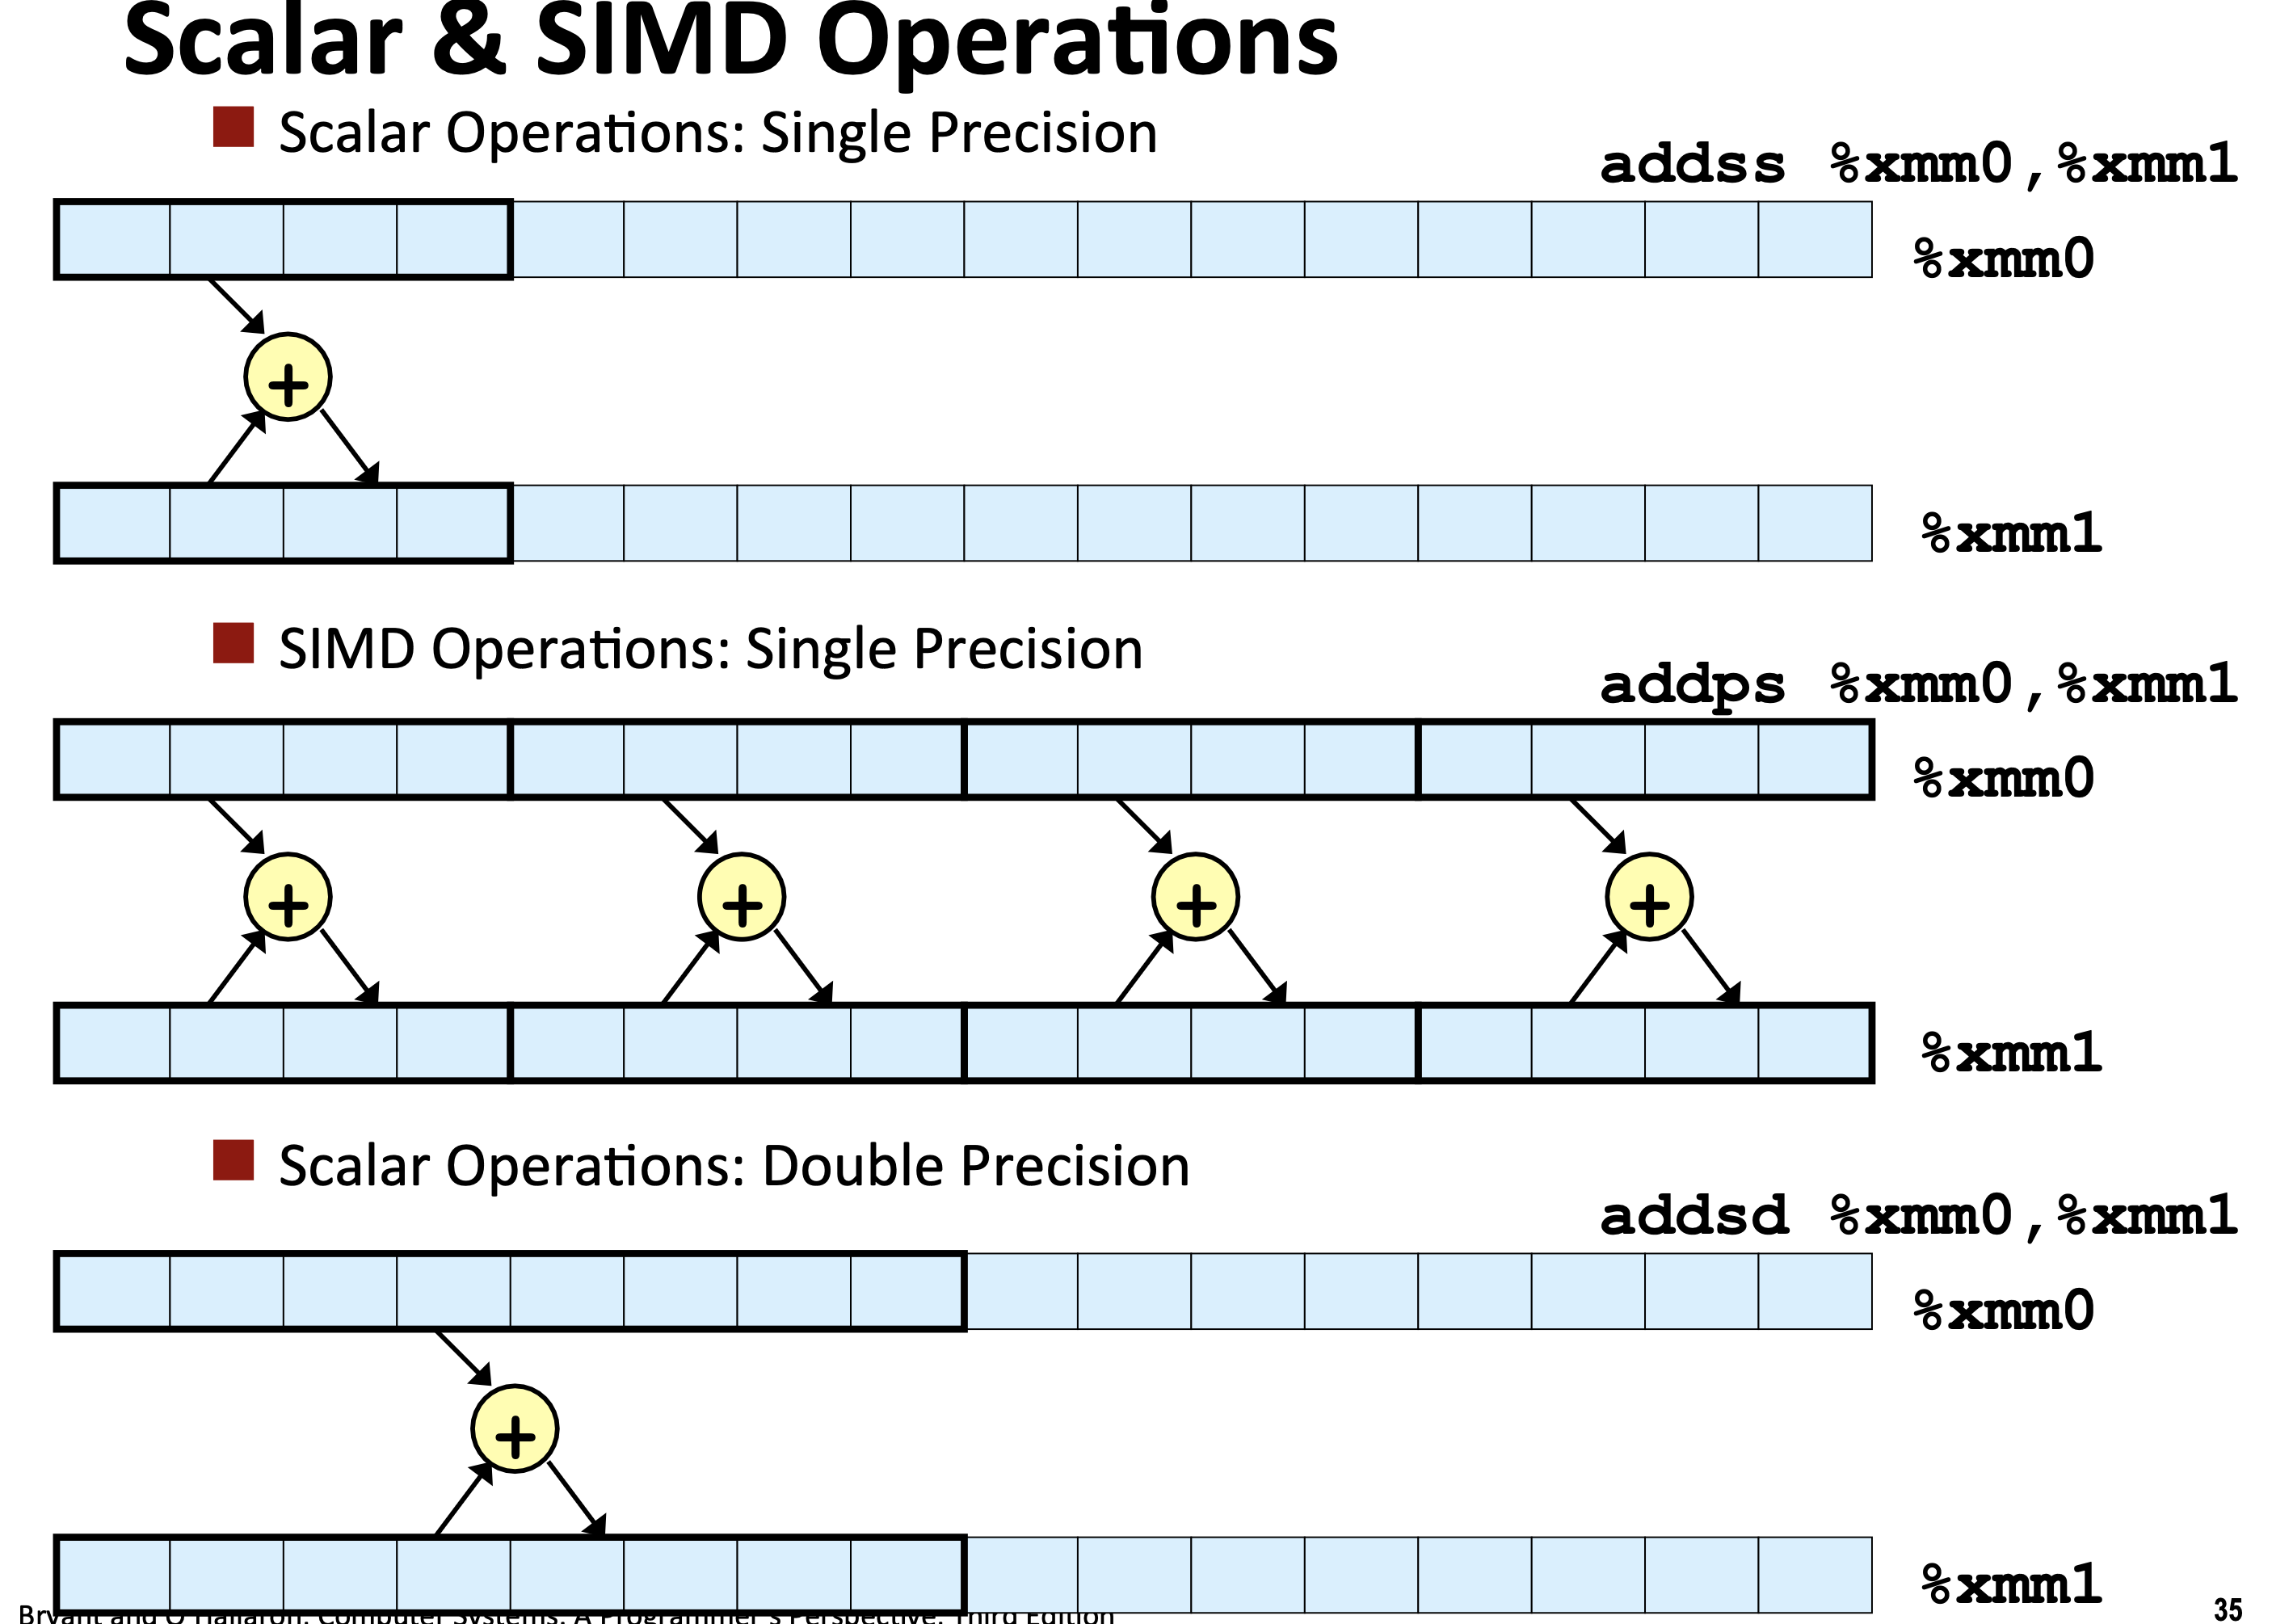 Scalar & SIMD Operations
Scalar Operations: Single Precision
addss %xmm0,%xmm1
%xmm0
+
%xmm1
SIMD Operations: Single Precision
addps %xmm0,%xmm1
%xmm0
+ + + +
%xmm1
Scalar Operations: Double Precision
addsd %xmm0,%xmm1
%xmm0
+
%xmm1
Bryant and O'Hallaron, Computer Systems: A Programmer's Perspective, Third Edition
35